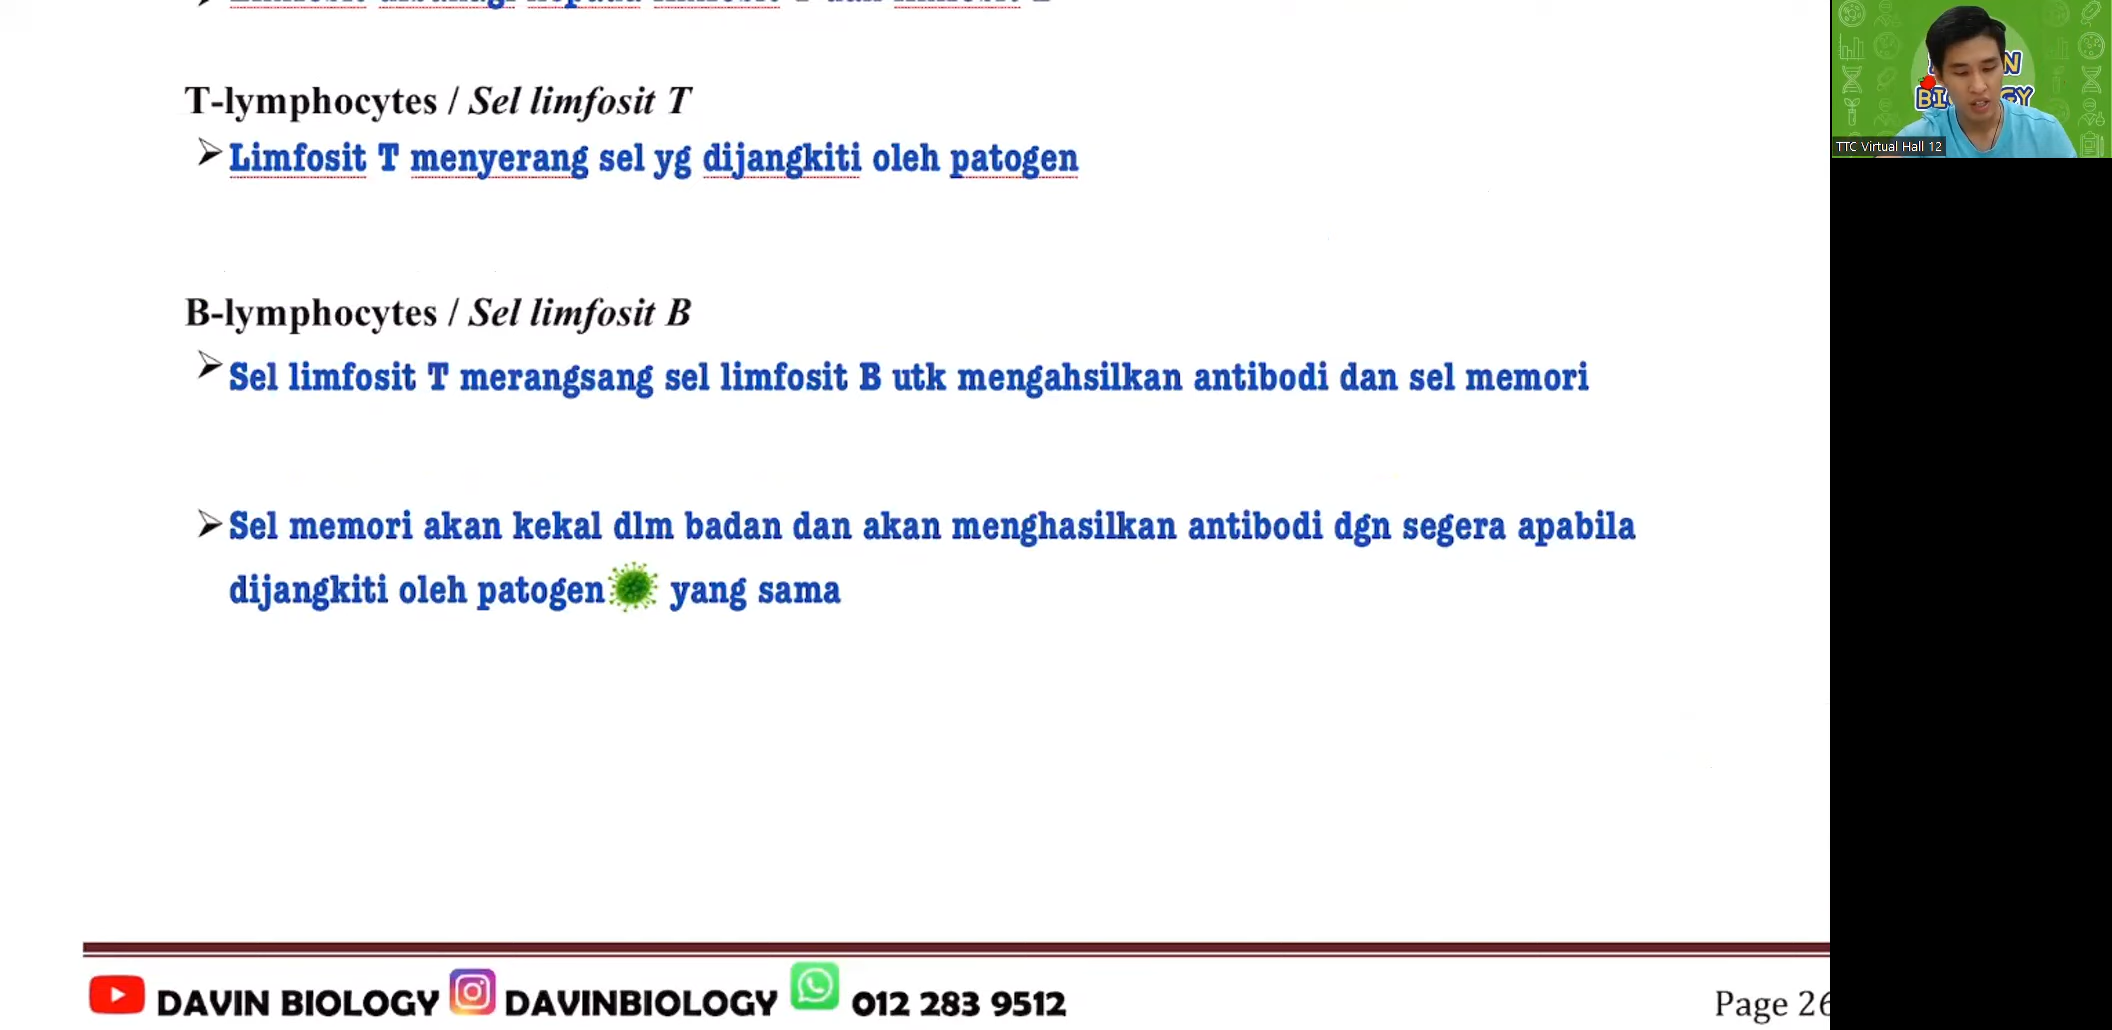 T-lymphocytes / Sel limfosit T
➢ Limfosit T menyerang sel yg dijangkiti oleh patogen
B-lymphocytes / Sel limfosit B
➢ Sel limfosit T merangsang sel limfosit B utk mengahsilkan antibodi dan sel memori
➢ Sel memori akan kekal dlm badan dan akan menghasilkan antibodi dgn segera apabila
dijangkiti oleh patogen yang sama
DAVIN BIOLOGY DAVINBIOLOGY 012 283 9512
Page 26
TTC Virtual Hall 12